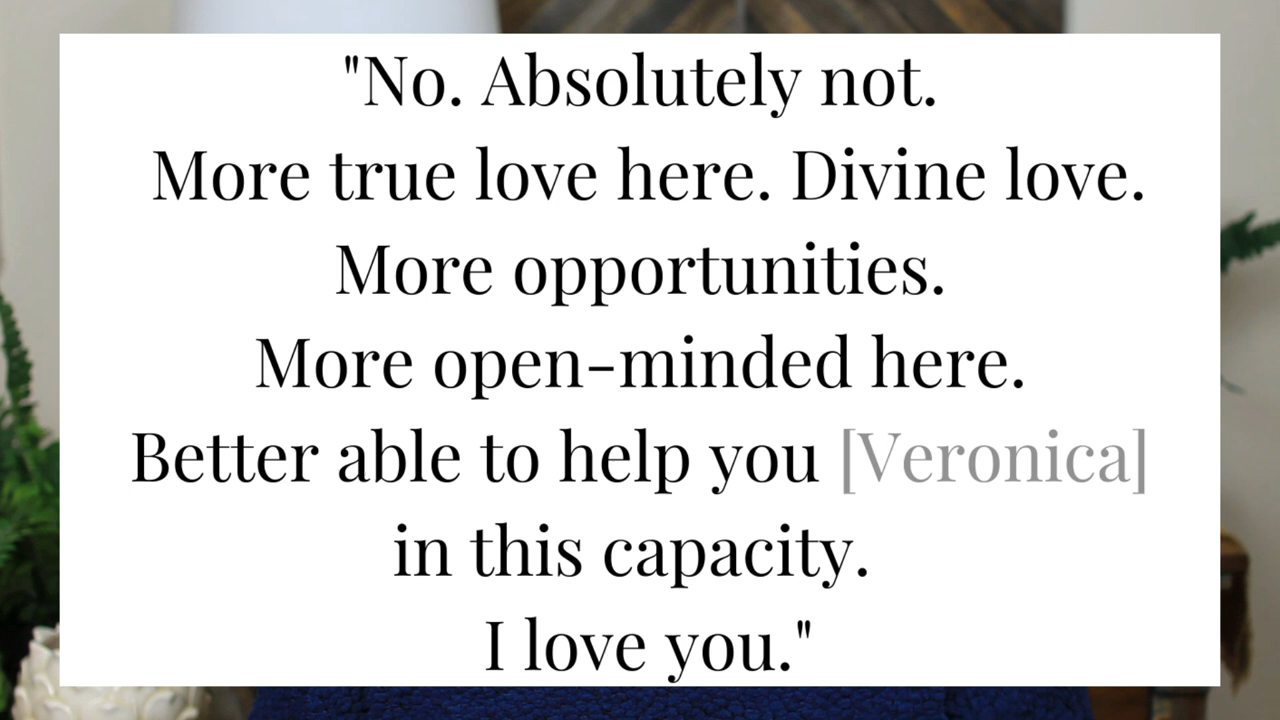 "No. Absolutely not.
More true love here. Divine love.
More opportunities.
More open-minded here.
Better able to help you [Veronica]
in this capacity.
I love you."